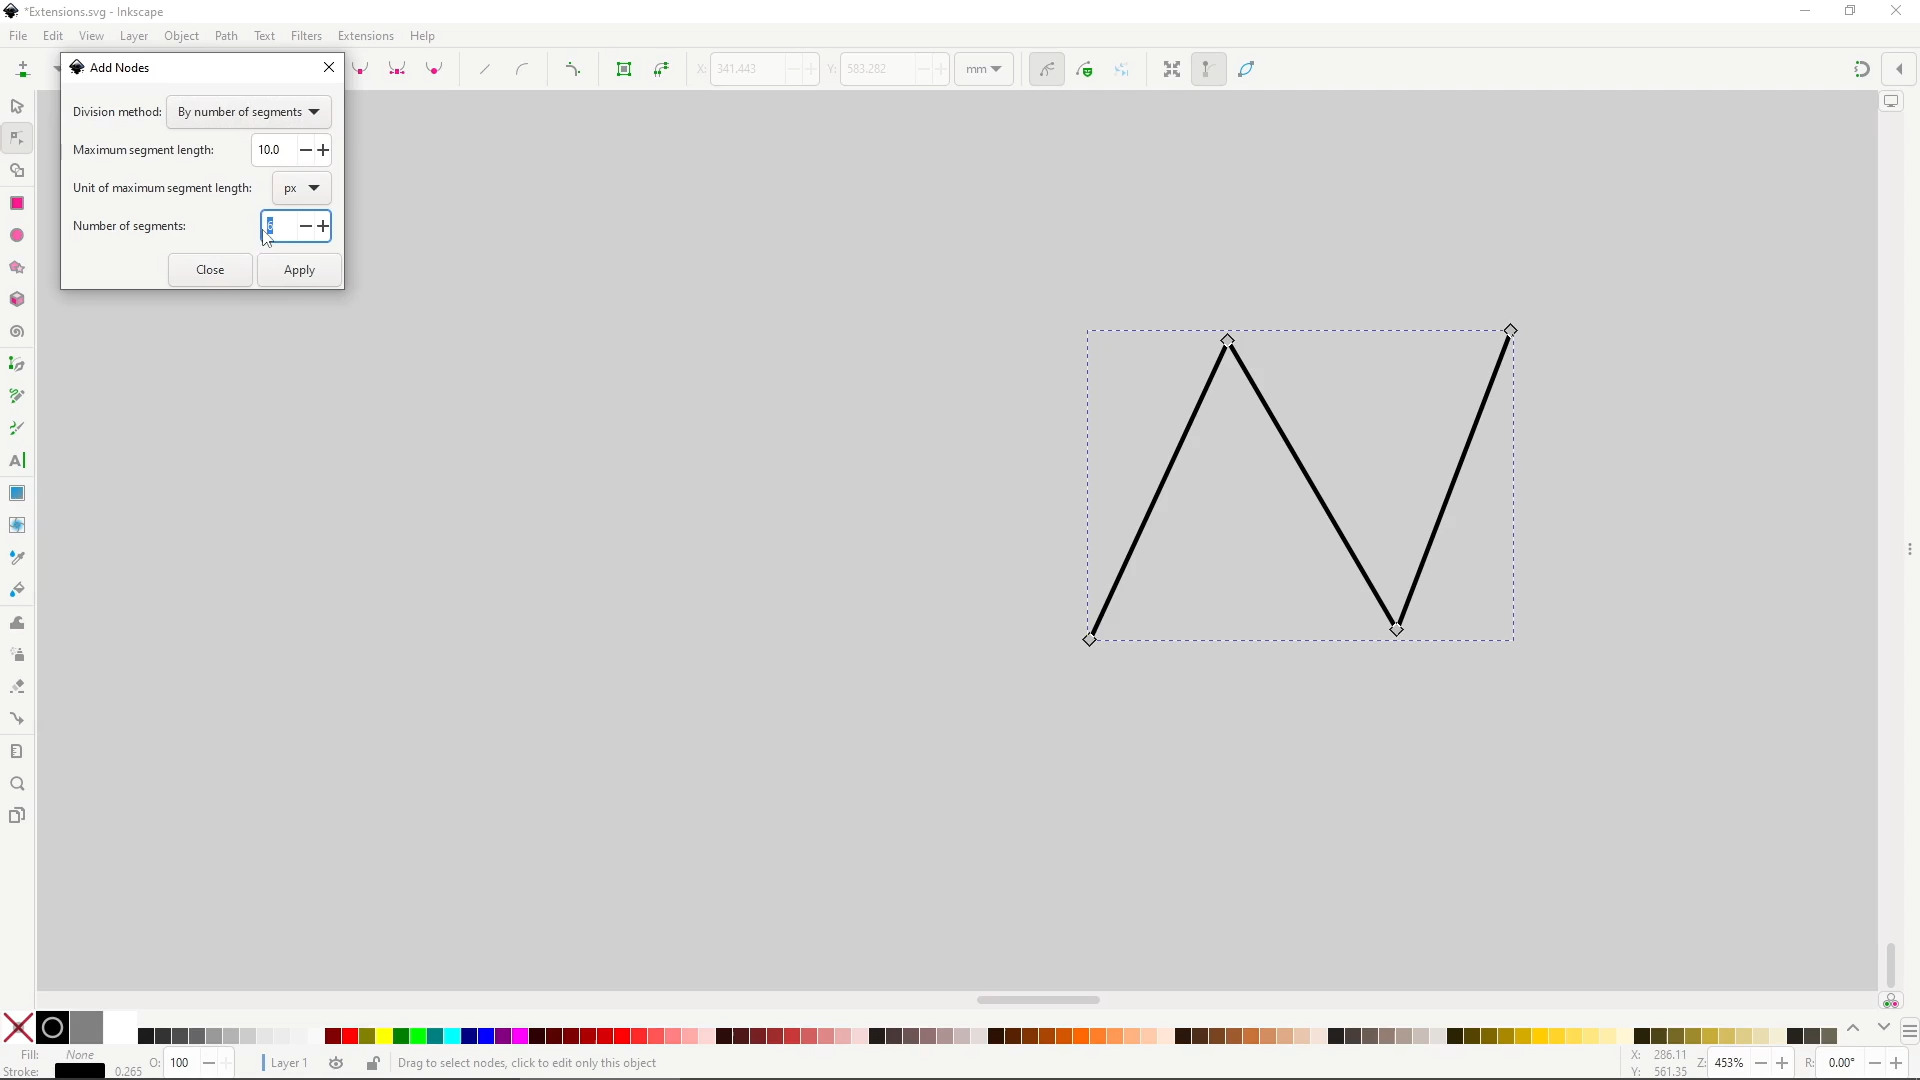 *Extensions.svg - Inkscape
File Edit View Layer Object Path Text Filters Extensions Help
Add Nodes
X: 341.443 Y: 583.282 mm
Division method: By number of segments
Maximum segment length: 10.0
Unit of maximum segment length: px
Number of segments:
Close Apply
Fill: None
Stroke: 0.265
O: 100
Layer 1
Drag to select nodes, click to edit only this object
X: 286.11
Y: 561.35
Z: 453%
R: 0.00°